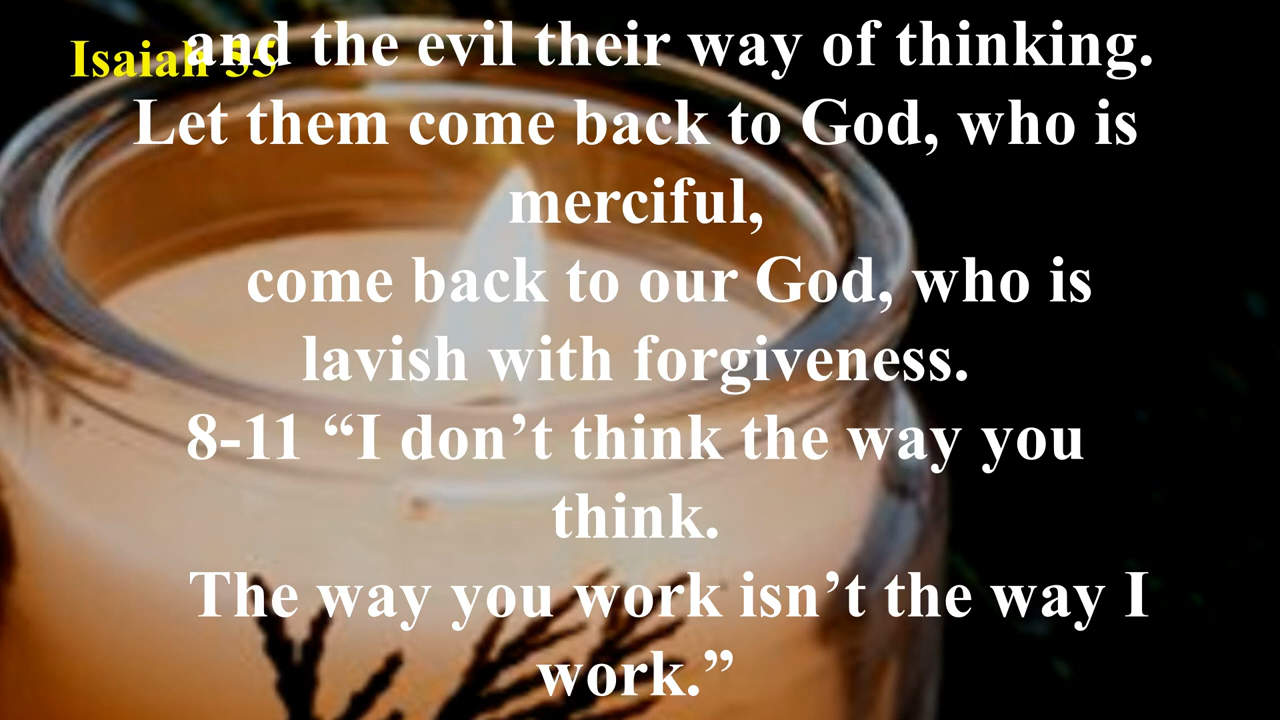 Isaiah 55
and the evil their way of thinking.
Let them come back to God, who is
merciful,
come back to our God, who is
lavish with forgiveness.
8-11 “I don’t think the way you
think.
The way you work isn’t the way I
work.”